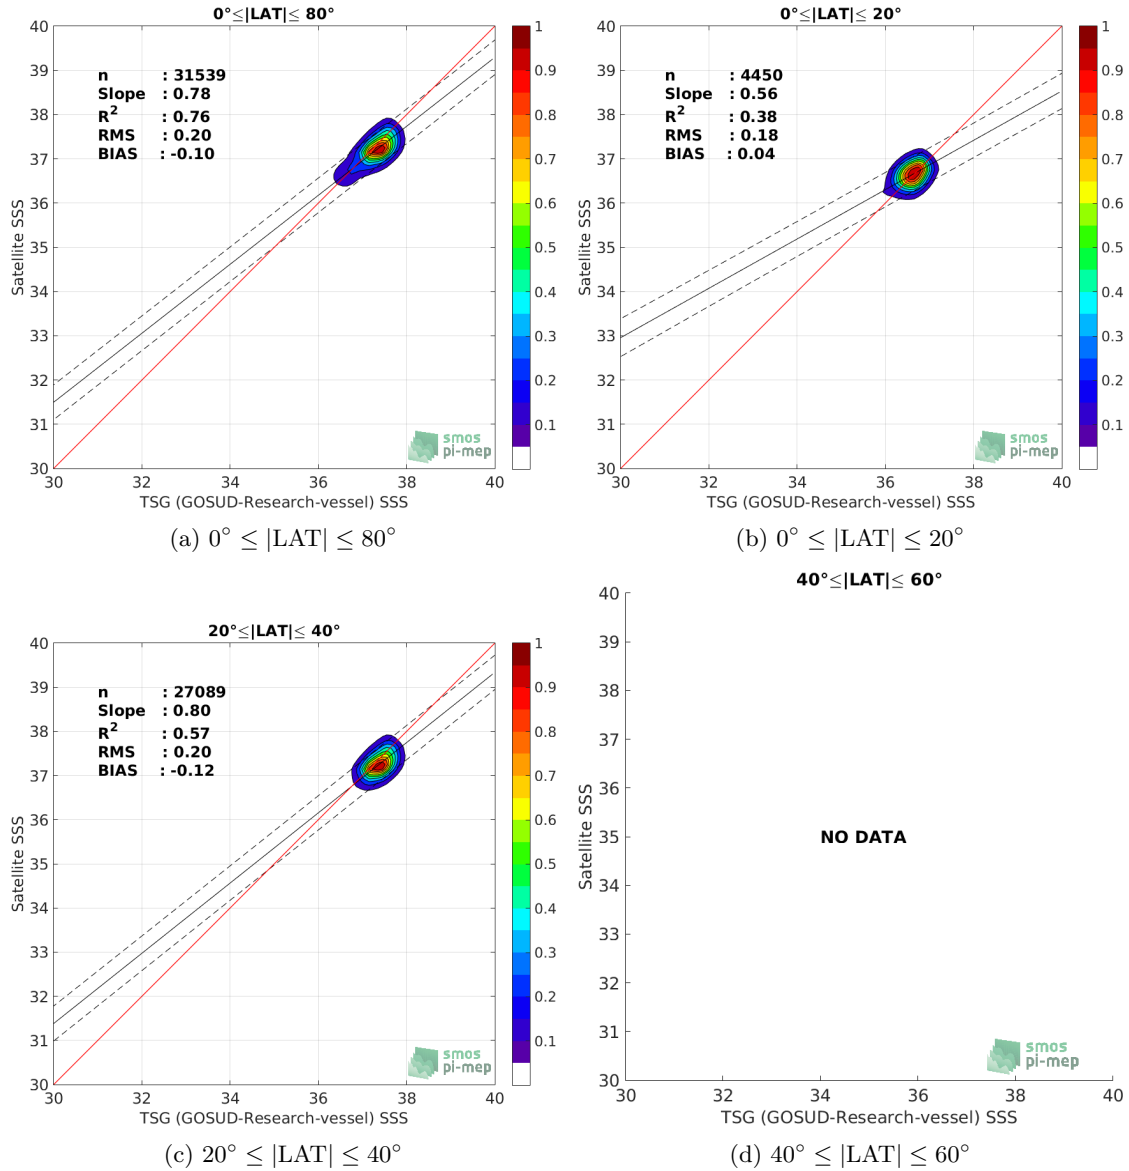 0°≤|LAT|≤ 80°
n : 31539
Slope : 0.78
R2 : 0.76
RMS : 0.20
BIAS : -0.10
Satellite SSS
40
39
38
37
36
35
34
33
32
31
30
30 32 34 36 38 40
TSG (GOSUD-Research-vessel) SSS
smos
pi-mep
1
0.9
0.8
0.7
0.6
0.5
0.4
0.3
0.2
0.1
(a) 0° ≤ |LAT| ≤ 80°
0°≤|LAT|≤ 20°
n : 4450
Slope : 0.56
R2 : 0.38
RMS : 0.18
BIAS : 0.04
Satellite SSS
40
39
38
37
36
35
34
33
32
31
30
30 32 34 36 38 40
TSG (GOSUD-Research-vessel) SSS
smos
pi-mep
1
0.9
0.8
0.7
0.6
0.5
0.4
0.3
0.2
0.1
(b) 0° ≤ |LAT| ≤ 20°
20°≤|LAT|≤ 40°
n : 27089
Slope : 0.80
R2 : 0.57
RMS : 0.20
BIAS : -0.12
Satellite SSS
40
39
38
37
36
35
34
33
32
31
30
30 32 34 36 38 40
TSG (GOSUD-Research-vessel) SSS
smos
pi-mep
1
0.9
0.8
0.7
0.6
0.5
0.4
0.3
0.2
0.1
(c) 20° ≤ |LAT| ≤ 40°
40°≤|LAT|≤ 60°
NO DATA
Satellite SSS
40
39
38
37
36
35
34
33
32
31
30
30 32 34 36 38 40
TSG (GOSUD-Research-vessel) SSS
smos
pi-mep
(d) 40° ≤ |LAT| ≤ 60°